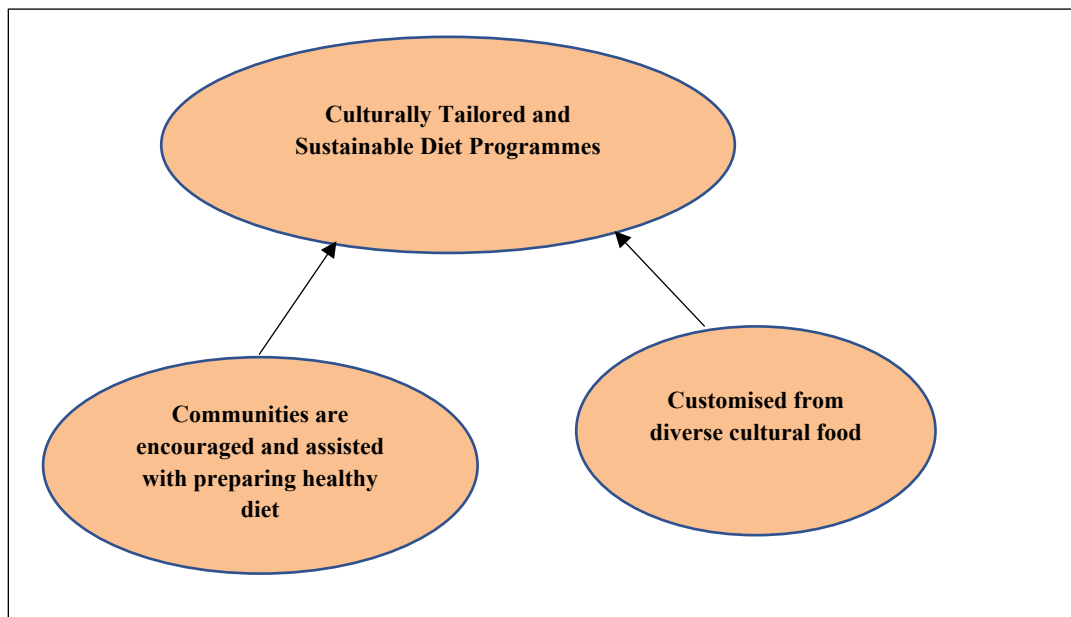 Culturally Tailored and
Sustainable Diet Programmes
Communities are
encouraged and assisted
with preparing healthy
diet
Customised from
diverse cultural food